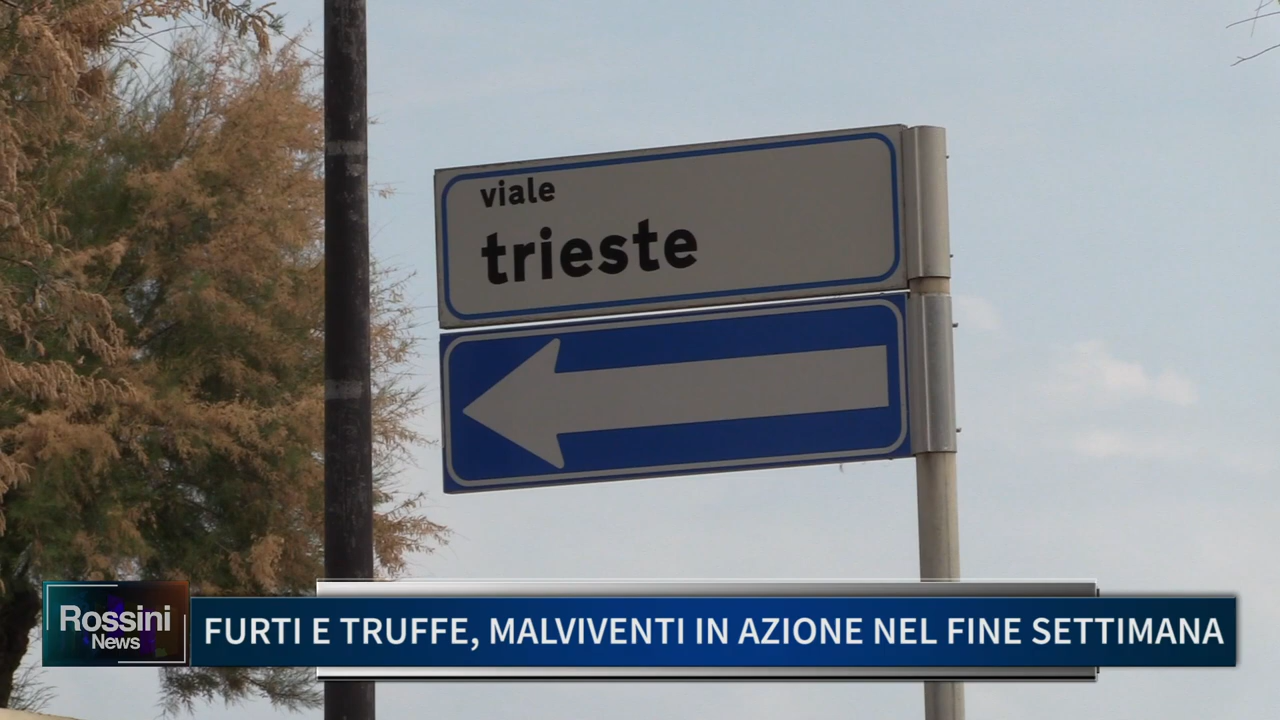 viale
trieste
Rossini
News
FURTI E TRUFFE, MALVIVENTI IN AZIONE NEL FINE SETTIMANA